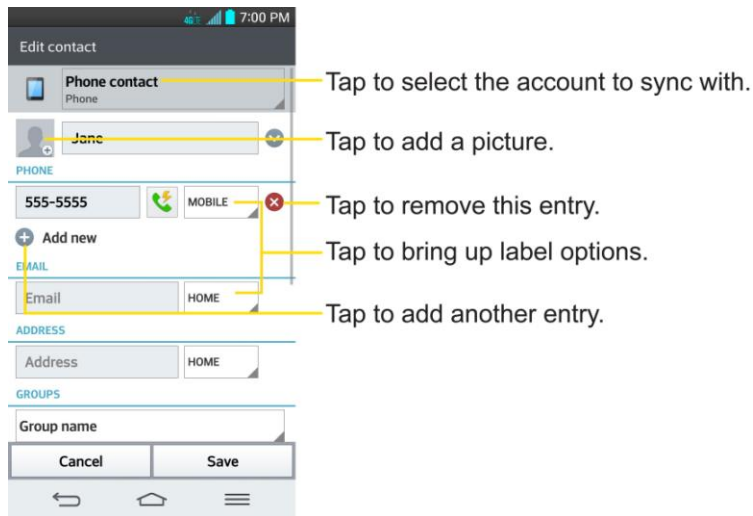 4G LTE 7:00 PM
Edit contact
Phone contact
Phone
Tap to select the account to sync with.
Jane
Tap to add a picture.
PHONE
555-5555
MOBILE
Tap to remove this entry.
Add new
Tap to bring up label options.
EMAIL
Email
HOME
Tap to add another entry.
ADDRESS
Address
HOME
GROUPS
Group name
Cancel
Save